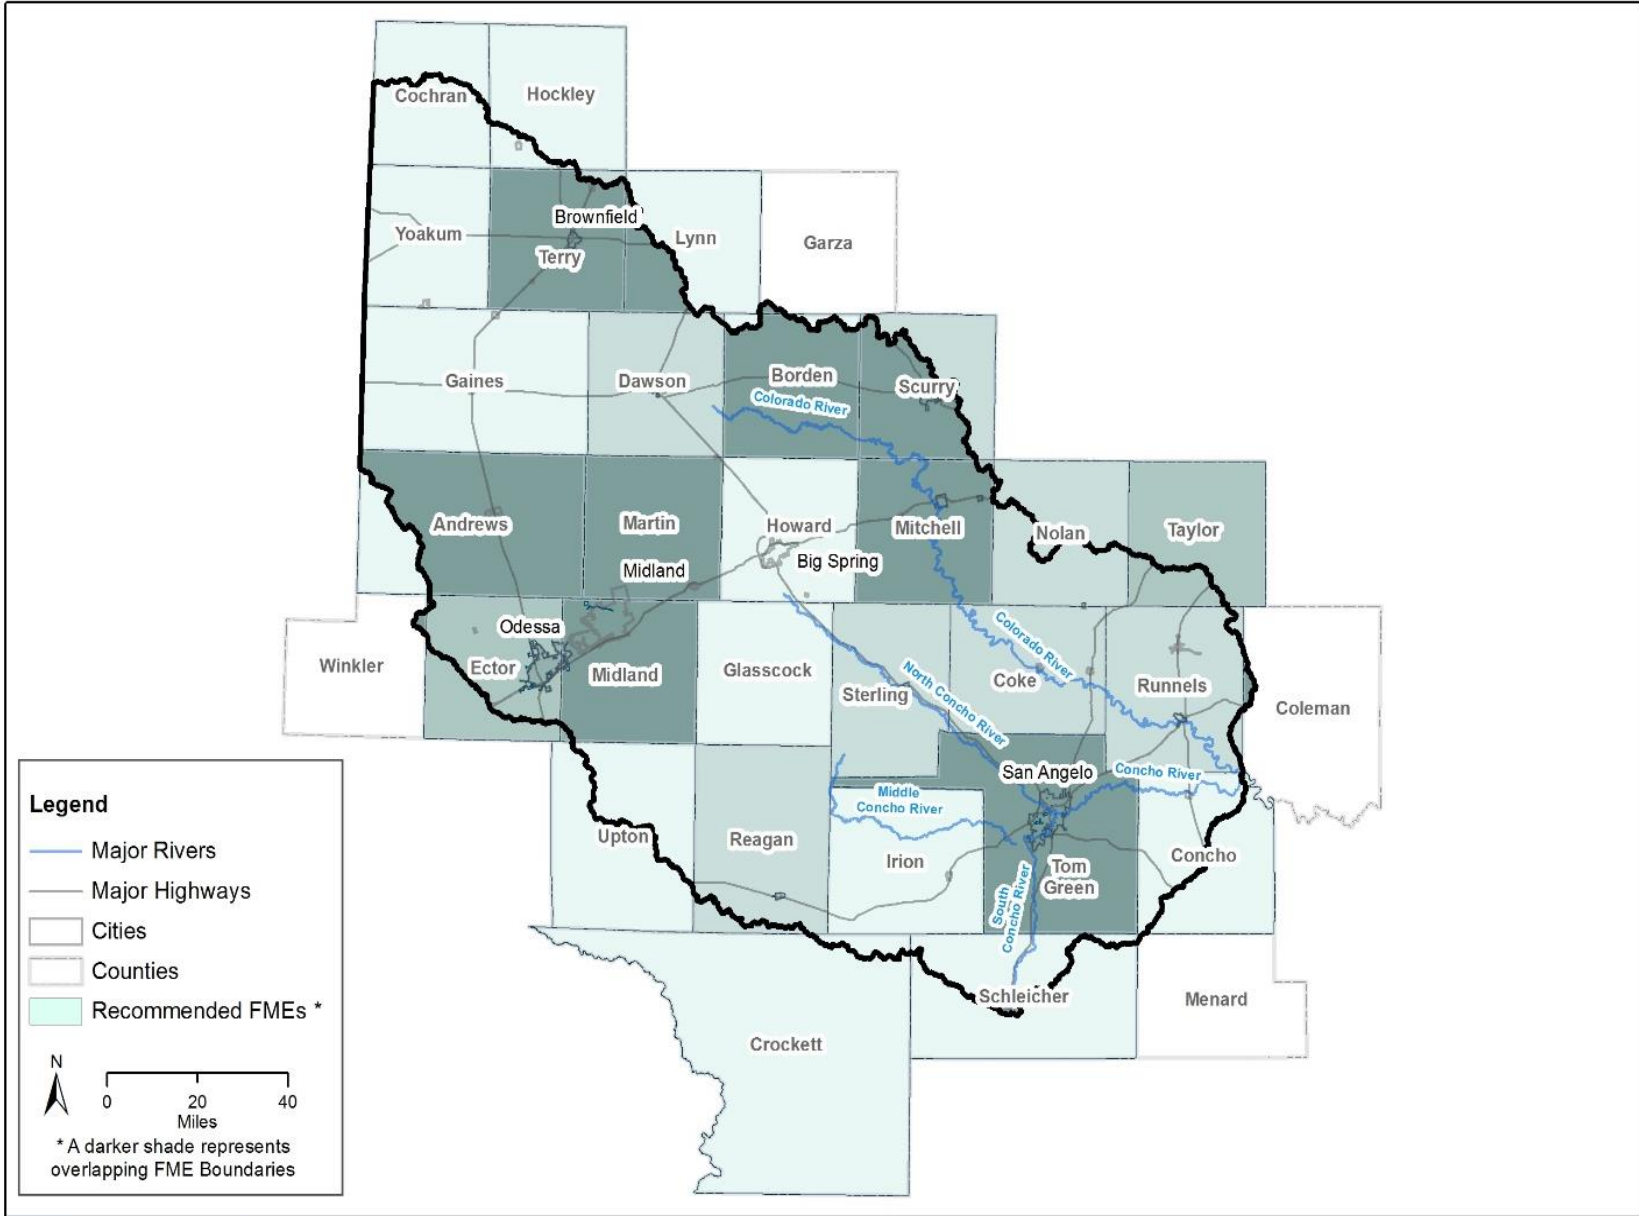 Cochran
Hockley
Brownfield
Yoakum
Lynn
Garza
Terry
Gaines
Dawson
Borden
Scurry
Colorado River
Andrews
Martin
Howard
Mitchell
Nolan
Taylor
Midland
Big Spring
Odessa
Winkler
Ector
Midland
Glasscock
Sterling
North Concho River
Coke
Colorado River
Runnels
Coleman
San Angelo
Concho River
Middle
Concho River
Upton
Reagan
Irion
Tom
Green
Concho
South
Concho River
Schleicher
Menard
Crockett
Legend
Major Rivers
Major Highways
Cities
Counties
Recommended FMEs *
N
0 20 40
Miles
* A darker shade represents
overlapping FME Boundaries